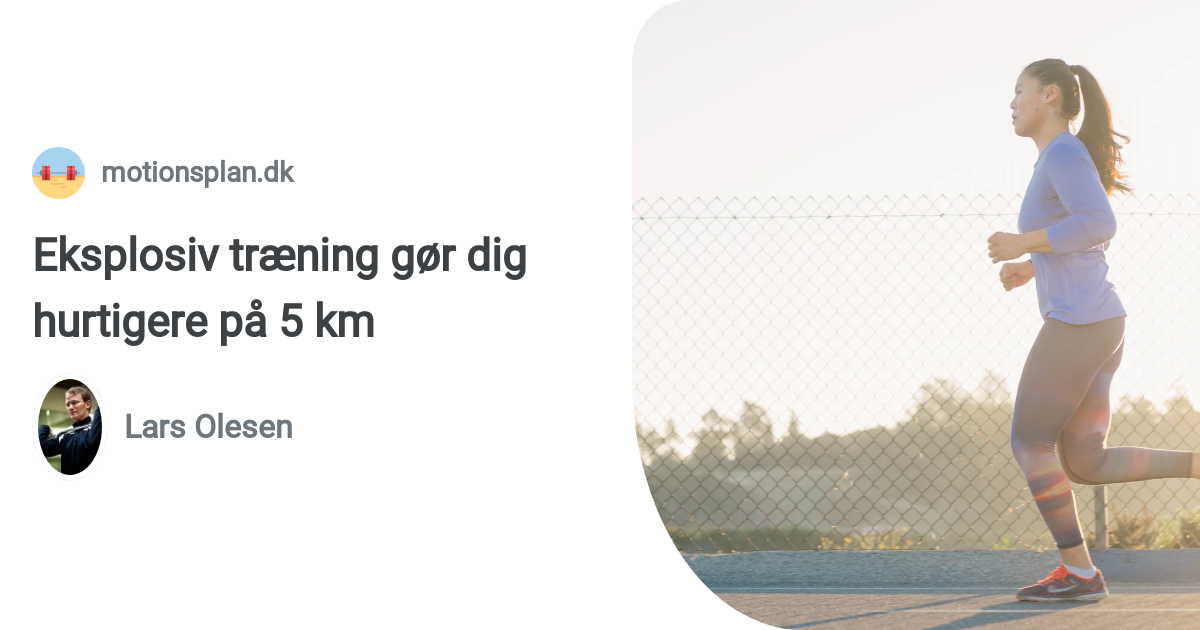 motionsplan.dk
Eksplosiv træning gør dig
hurtigere på 5 km
Lars Olesen